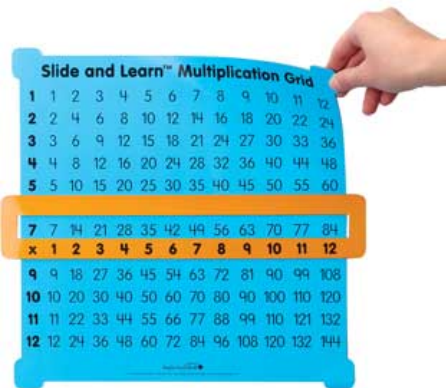 Slide and Learn™ Multiplication Grid
1 1 2 3 4 5 6 7 8 9 10 11 12
2 2 4 6 8 10 12 14 16 18 20 22 24
3 3 6 9 12 15 18 21 24 27 30 33 36
4 4 8 12 16 20 24 28 32 36 40 44 48
5 5 10 15 20 25 30 35 40 45 50 55 60
7 7 14 21 28 35 42 49 56 63 70 77 84
x 1 2 3 4 5 6 7 8 9 10 11 12
9 9 18 27 36 45 54 63 72 81 90 99 108
10 10 20 30 40 50 60 70 80 90 100 110 120
11 11 22 33 44 55 66 77 88 99 110 121 132
12 12 24 36 48 60 72 84 96 108 120 132 144